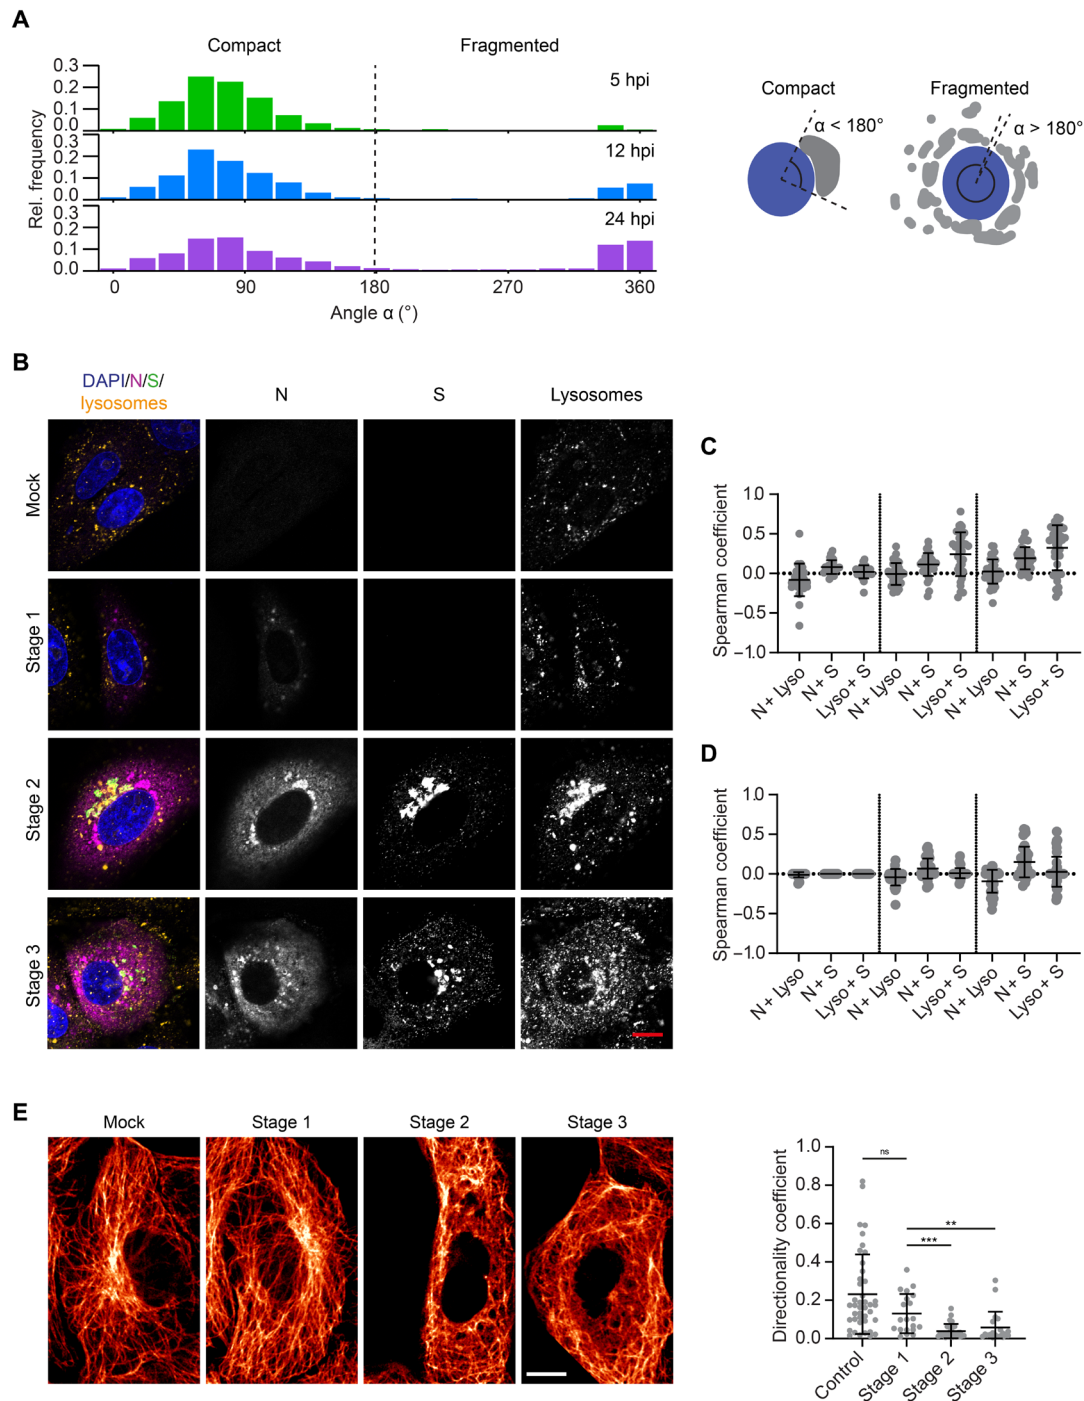 A
Compact
Fragmented
0.3
0.2
0.1
0.0
5 hpi
0.3
0.2
0.1
0.0
12 hpi
0.3
0.2
0.1
0.0
24 hpi
Rel. frequency
0
90
180
270
360
Angle α (°)
Compact
α < 180°
Fragmented
α > 180°
B
DAPI/N/S/
lysosomes
N
S
Lysosomes
Mock
Stage 1
Stage 2
Stage 3
C
Spearman coefficient
1.0
0.5
0.0
−0.5
−1.0
N + Lyso
N + S
Lyso + S
N + Lyso
N + S
Lyso + S
N + Lyso
N + S
Lyso + S
D
Spearman coefficient
1.0
0.5
0.0
−0.5
−1.0
N + Lyso
N + S
Lyso + S
N + Lyso
N + S
Lyso + S
N + Lyso
N + S
Lyso + S
E
Mock
Stage 1
Stage 2
Stage 3
Directionality coefficient
1.0
0.8
0.6
0.4
0.2
0.0
ns
**
***
Control
Stage 1
Stage 2
Stage 3